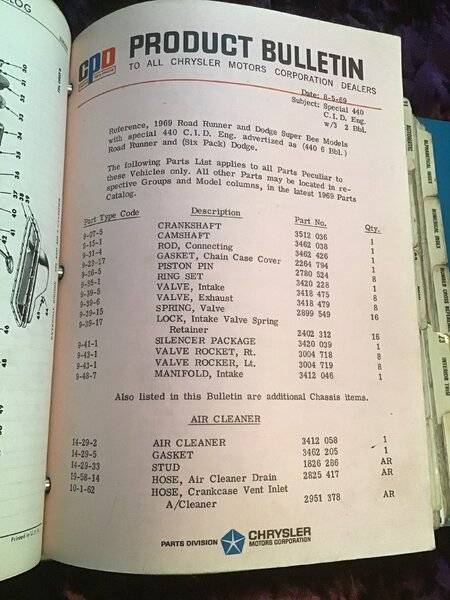 CPD
PRODUCT BULLETIN
TO ALL CHRYSLER MOTORS CORPORATION DEALERS
Date: 8-5-69
Subject: Special 440
C.I.D. Eng.
w/3 2 Bbl.
Reference, 1969 Road Runner and Dodge Super Bee Models
with special 440 C.I.D. Eng. advertised as (440 6 Bbl.)
Road Runner and (Six Pack) Dodge.
The following Parts List applies to all Parts Peculiar to
these Vehicles only. All other Parts may be located in re-
spective Groups and Model columns, in the latest 1969 Parts
Catalog.
Part Type Code Description Part No. Qty.
9-07-5 CRANKSHAFT 3512 036 1
9-15-1 CAMSHAFT 3462 038 1
9-31-4 ROD, Connecting 3462 426 8
9-23-17 GASKET, Chain Case Cover 2264 794 1
9-26-5 PISTON PIN 2780 524 8
9-35-1 RING SET 3420 228 1
9-39-5 VALVE, Intake 3418 475 8
9-39-6 VALVE, Exhaust 3418 479 8
9-39-15 SPRING, Valve 2899 549 16
9-39-17 LOCK, Intake Valve Spring
Retainer 2402 312 16
9-41-1 SILENCER PACKAGE 3420 039 1
9-43-1 VALVE ROCKET, Rt. 3004 718 8
9-43-1 VALVE ROCKER, Lt. 3004 719 8
9-48-7 MANIFOLD, Intake 3412 046 1
Also listed in this Bulletin are additional Chassis items.
AIR CLEANER
14-29-2 AIR CLEANER 3412 058 1
14-29-5 GASKET 3462 205 1
14-29-33 STUD 1826 286 AR
19-58-14 HOSE, Air Cleaner Drain 2825 417 AR
10-1-62 HOSE, Crankcase Vent Inlet
A/Cleaner 2951 378 AR
PARTS DIVISION CHRYSLER
MOTORS CORPORATION